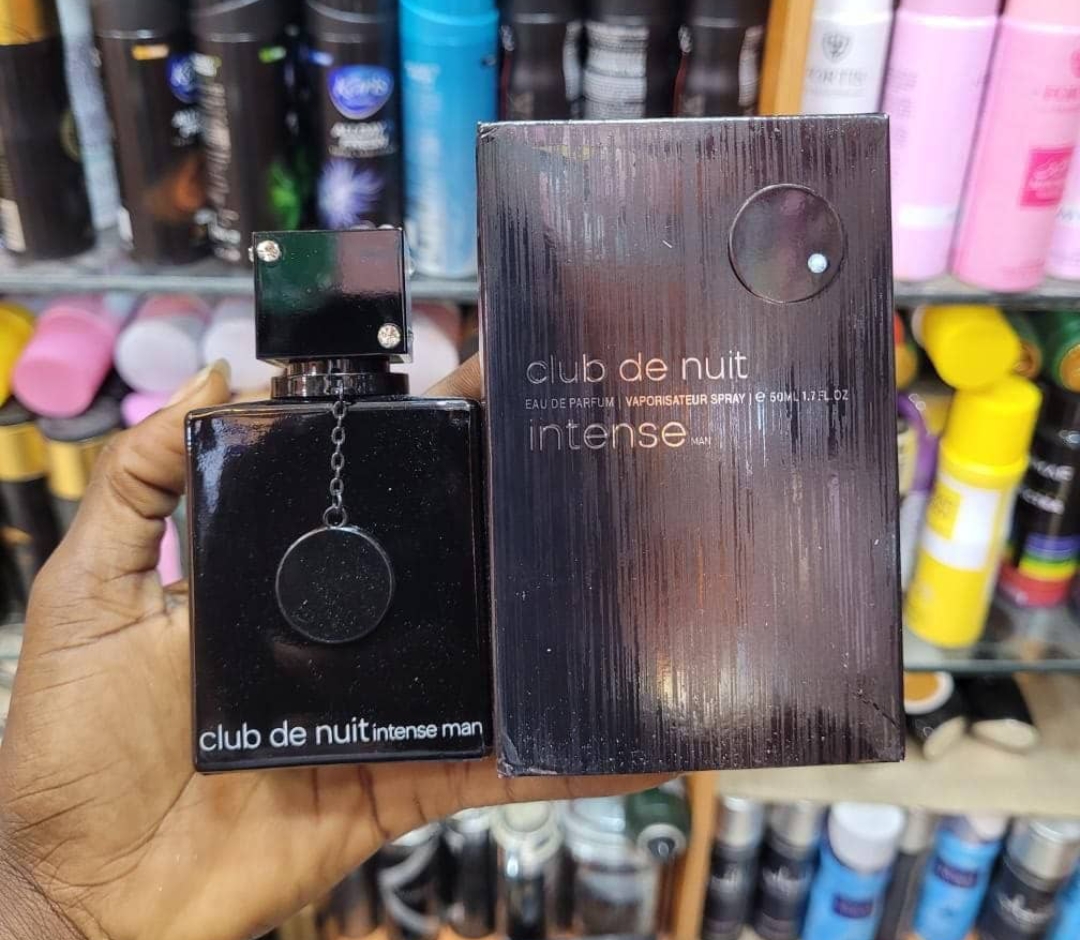 club de nuit
EAU DE PARFUM | VAPORISATEUR SPRAY | e 50ML 1.7 FL.OZ
intense MAN
club de nuit intense man